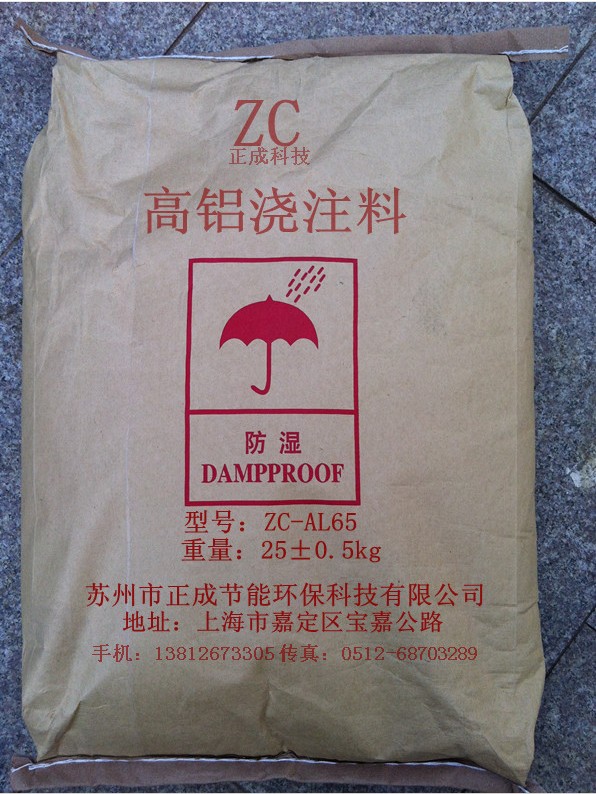 ZC
正成科技
高铝浇注料
防湿
DAMPPROOF
型号：ZC-AL65
重量：25±0.5kg
苏州市正成节能环保科技有限公司
地址：上海市嘉定区宝嘉公路
手机：13812673305 传真：0512-68703289